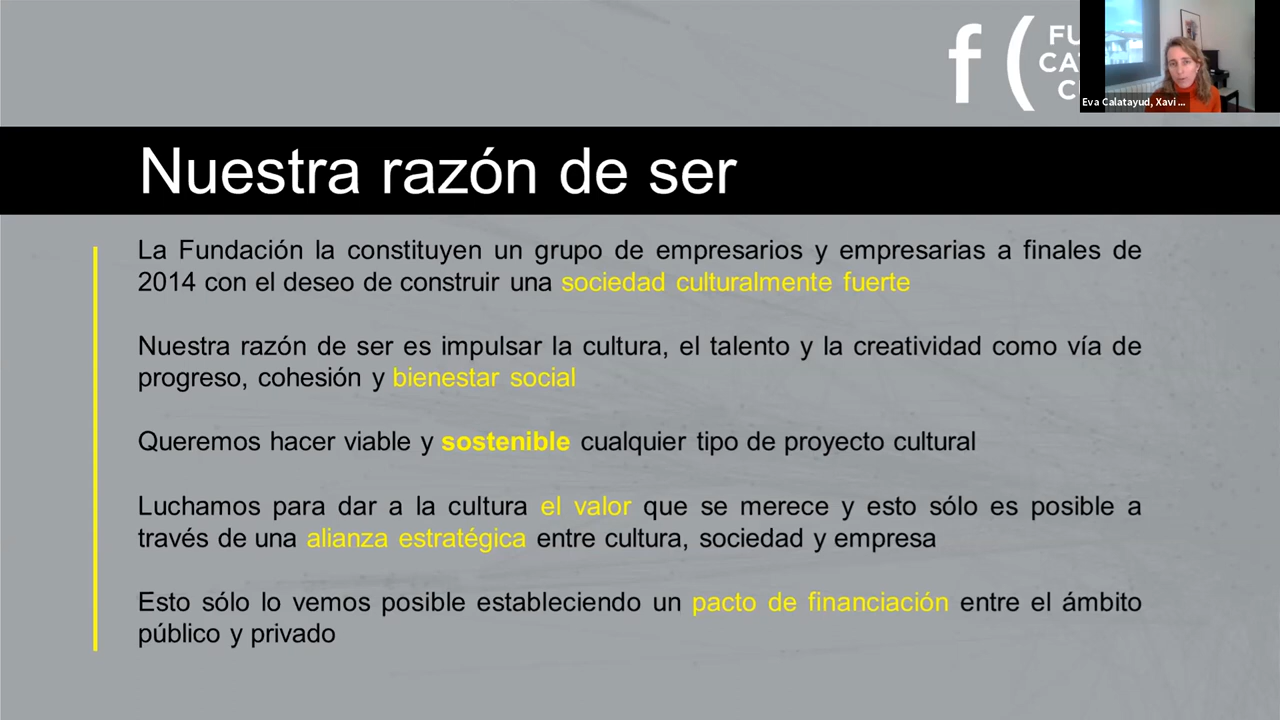 f (
Eva Calatayud, Xavi ...
Nuestra razón de ser
La Fundación la constituyen un grupo de empresarios y empresarias a finales de
2014 con el deseo de construir una sociedad culturalmente fuerte
Nuestra razón de ser es impulsar la cultura, el talento y la creatividad como vía de
progreso, cohesión y bienestar social
Queremos hacer viable y sostenible cualquier tipo de proyecto cultural
Luchamos para dar a la cultura el valor que se merece y esto sólo es posible a
través de una alianza estratégica entre cultura, sociedad y empresa
Esto sólo lo vemos posible estableciendo un pacto de financiación entre el ámbito
público y privado